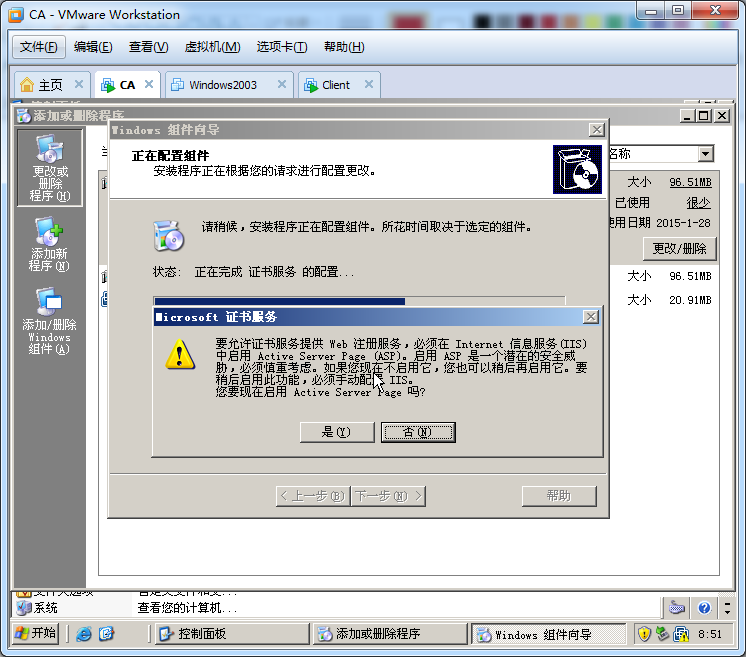 CA - VMware Workstation
文件(F) 编辑(E) 查看(V) 虚拟机(M) 选项卡(T) 帮助(H)
主页 CA Windows2003 Client
添加或删除程序
更改或
删除
程序(H)
添加新
程序(N)
添加/删除
Windows
组件(A)
名称
大小 96.51MB
已使用 很少
使用日期 2015-1-28
更改/删除
大小 96.51MB
大小 20.91MB
Windows 组件向导
正在配置组件
安装程序正在根据您的请求进行配置更改。
请稍候，安装程序正在配置组件。所花时间取决于选定的组件。
状态: 正在完成 证书服务 的配置...
Microsoft 证书服务
要允许证书服务提供 Web 注册服务，必须在 Internet 信息服务(IIS)
中启用 Active Server Page (ASP)。启用 ASP 是一个潜在的安全威
胁，必须慎重考虑。如果您现在不启用它，您也可以稍后再启用它。要
稍后启用此功能，必须手动配置 IIS。
您要现在启用 Active Server Page 吗?
是(Y) 否(N)
< 上一步(B) 下一步(N) > 帮助
系统 查看您的计算机...
开始 控制面板 添加或删除程序 Windows 组件向导 8:51